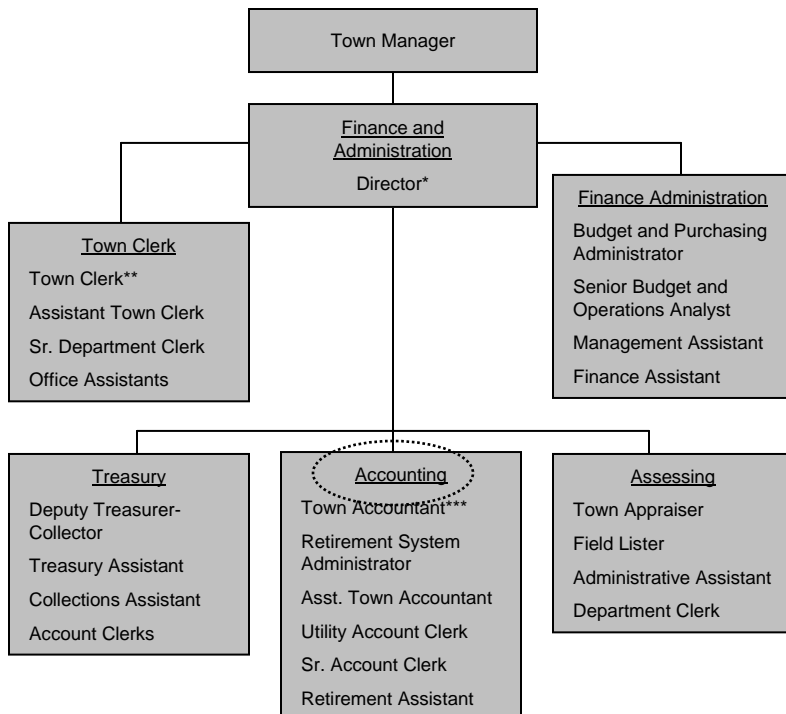 Town Manager
Finance and
Administration
Director*
Town Clerk
Town Clerk**
Assistant Town Clerk
Sr. Department Clerk
Office Assistants
Finance Administration
Budget and Purchasing
Administrator
Senior Budget and
Operations Analyst
Management Assistant
Finance Assistant
Treasury
Deputy Treasurer-
Collector
Treasury Assistant
Collections Assistant
Account Clerks
Accounting
Town Accountant***
Retirement System
Administrator
Asst. Town Accountant
Utility Account Clerk
Sr. Account Clerk
Retirement Assistant
Assessing
Town Appraiser
Field Lister
Administrative Assistant
Department Clerk